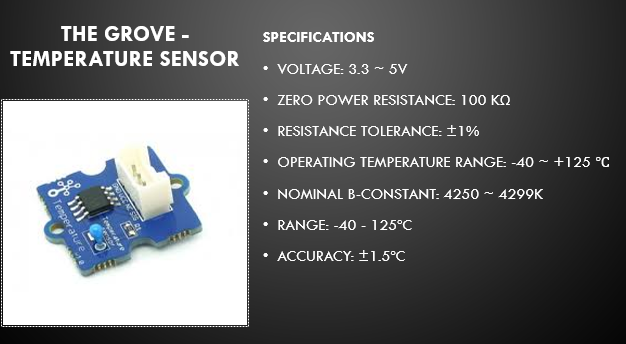 THE GROVE -
TEMPERATURE SENSOR
SPECIFICATIONS
• VOLTAGE: 3.3 ~ 5V
• ZERO POWER RESISTANCE: 100 KΩ
• RESISTANCE TOLERANCE: ±1%
• OPERATING TEMPERATURE RANGE: -40 ~ +125 °C
• NOMINAL B-CONSTANT: 4250 ~ 4299K
• RANGE: -40 - 125°C
• ACCURACY: ±1.5°C
Temperature